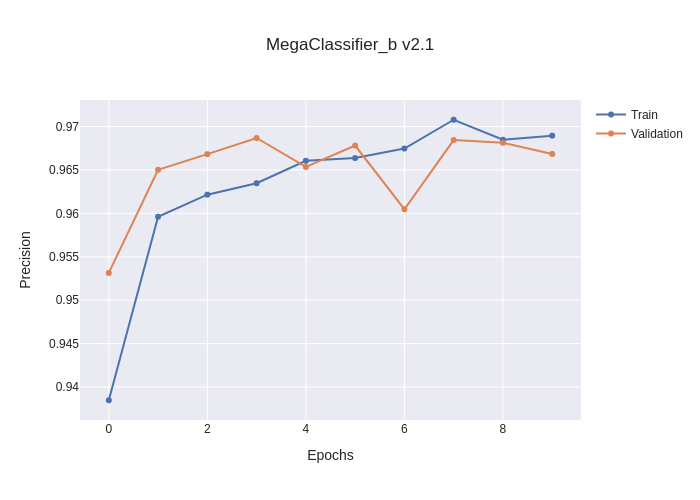 MegaClassifier_b v2.1
Train
Validation
0.97
0.965
0.96
0.955
0.95
0.945
0.94
Precision
0 2 4 6 8
Epochs